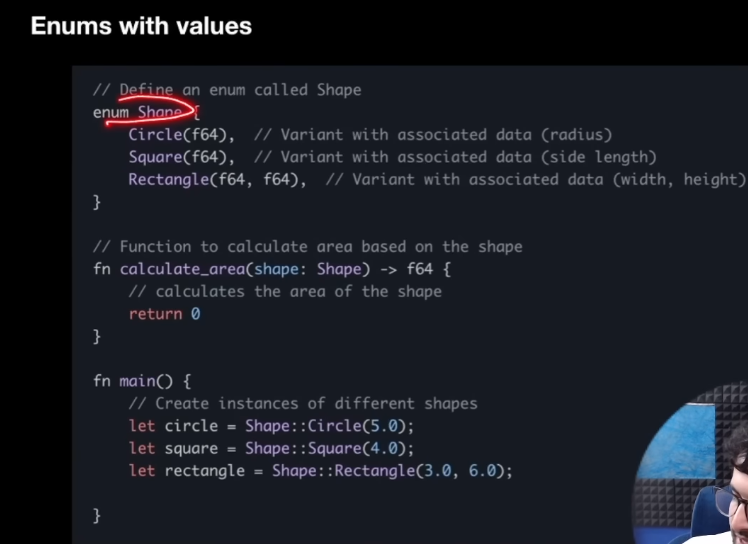 Enums with values
// Define an enum called Shape
enum Shape {
Circle(f64), // Variant with associated data (radius)
Square(f64), // Variant with associated data (side length)
Rectangle(f64, f64), // Variant with associated data (width, height)
}
// Function to calculate area based on the shape
fn calculate_area(shape: Shape) -> f64 {
// calculates the area of the shape
return 0
}
fn main() {
// Create instances of different shapes
let circle = Shape::Circle(5.0);
let square = Shape::Square(4.0);
let rectangle = Shape::Rectangle(3.0, 6.0);
}